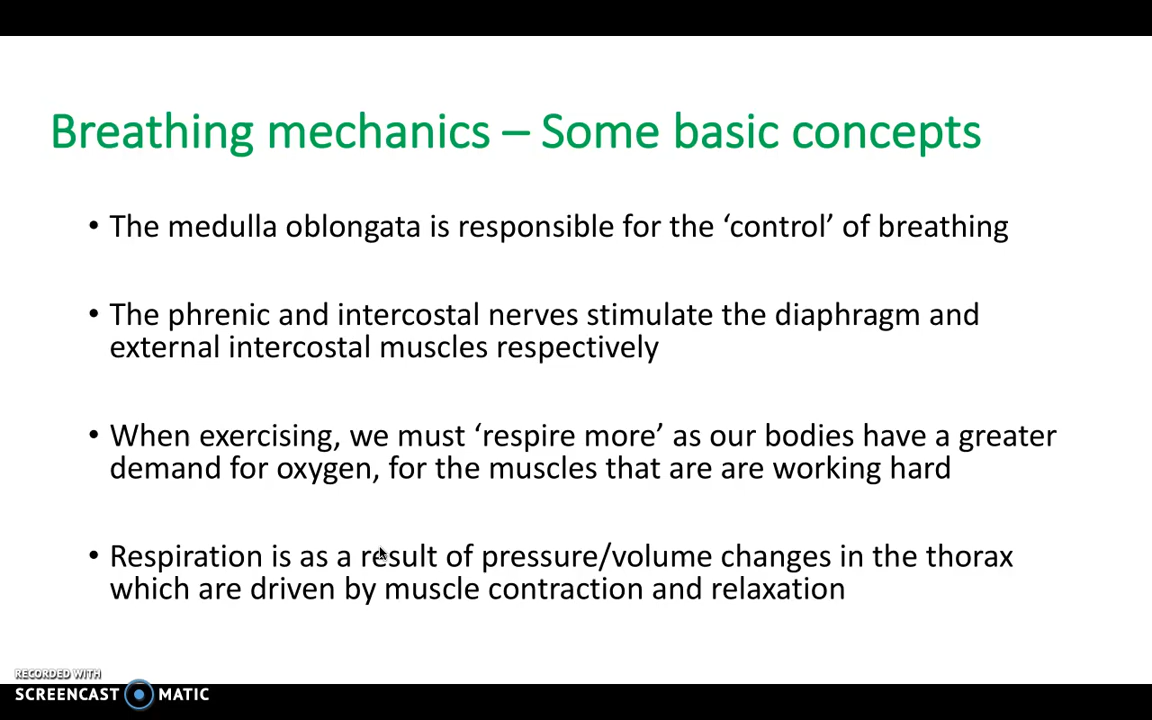 Breathing mechanics – Some basic concepts
• The medulla oblongata is responsible for the ‘control’ of breathing
• The phrenic and intercostal nerves stimulate the diaphragm and
external intercostal muscles respectively
• When exercising, we must ‘respire more’ as our bodies have a greater
demand for oxygen, for the muscles that are are working hard
• Respiration is as a result of pressure/volume changes in the thorax
which are driven by muscle contraction and relaxation
RECORDED WITH
SCREENCAST MATIC